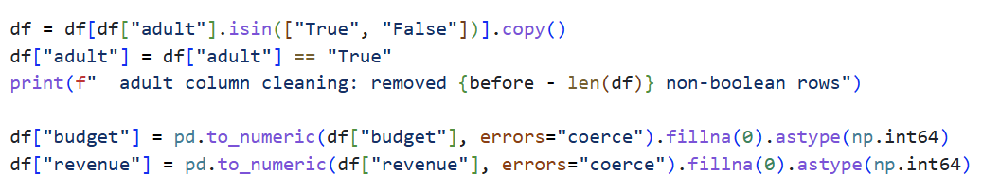 df = df[df["adult"].isin(["True", "False"])].copy()
df["adult"] = df["adult"] == "True"
print(f"  adult column cleaning: removed {before - len(df)} non-boolean rows")
df["budget"] = pd.to_numeric(df["budget"], errors="coerce").fillna(0).astype(np.int64)
df["revenue"] = pd.to_numeric(df["revenue"], errors="coerce").fillna(0).astype(np.int64)